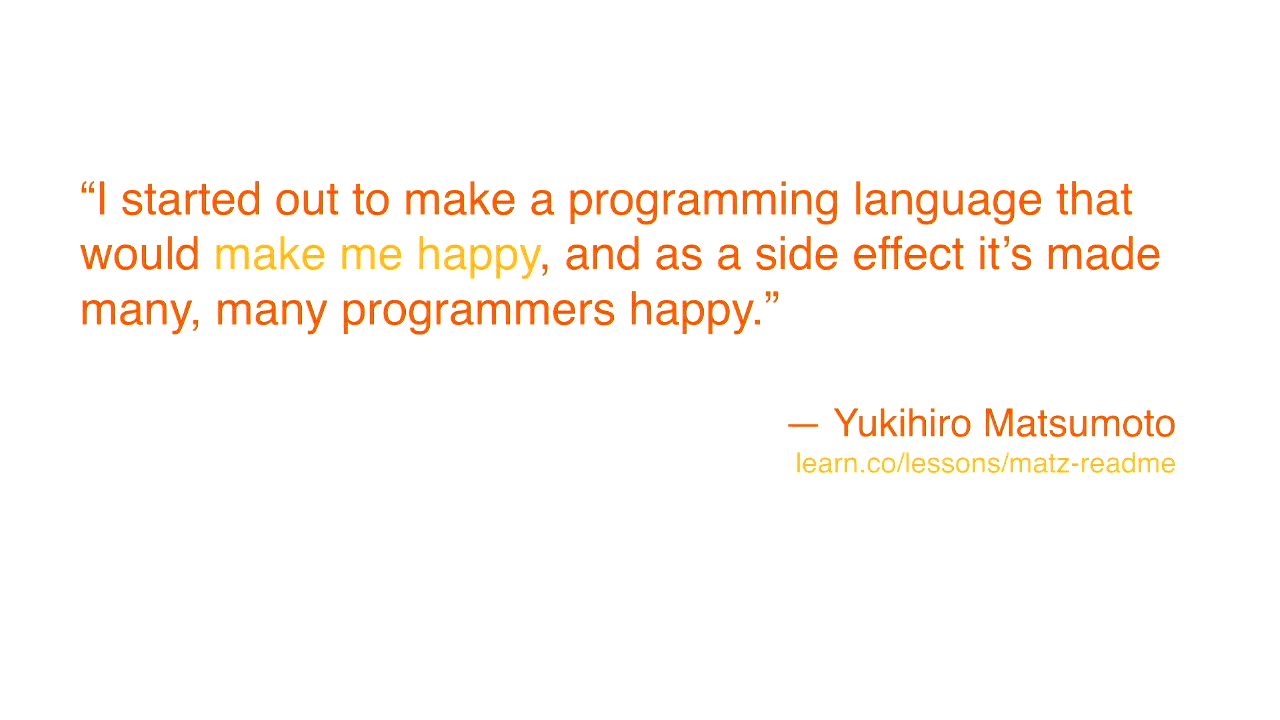 “I started out to make a programming language that
would make me happy, and as a side effect it’s made
many, many programmers happy.”
— Yukihiro Matsumoto
learn.co/lessons/matz-readme